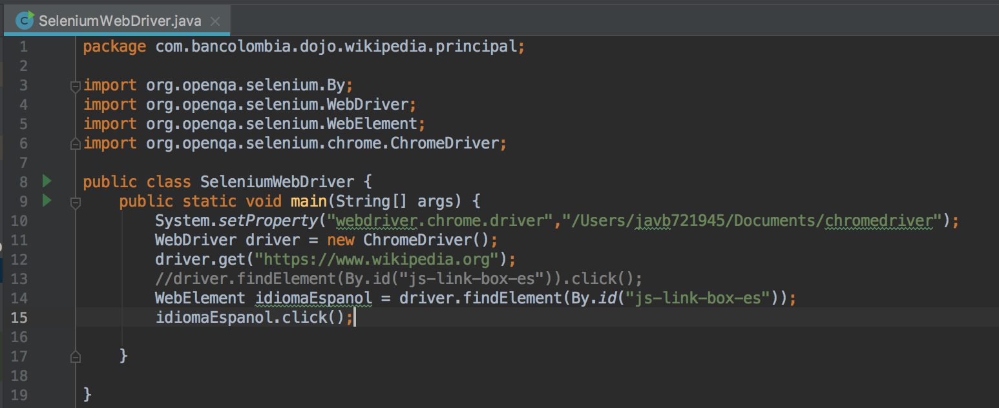 SeleniumWebDriver.java
1 package com.bancolombia.dojo.wikipedia.principal;
2
3 import org.openqa.selenium.By;
4 import org.openqa.selenium.WebDriver;
5 import org.openqa.selenium.WebElement;
6 import org.openqa.selenium.chrome.ChromeDriver;
7
8 public class SeleniumWebDriver {
9 public static void main(String[] args) {
10 System.setProperty("webdriver.chrome.driver","/Users/javb721945/Documents/chromedriver");
11 WebDriver driver = new ChromeDriver();
12 driver.get("https://www.wikipedia.org");
13 //driver.findElement(By.id("js-link-box-es")).click();
14 WebElement idiomaEspanol = driver.findElement(By.id("js-link-box-es"));
15 idiomaEspanol.click();
16
17 }
18
19 }